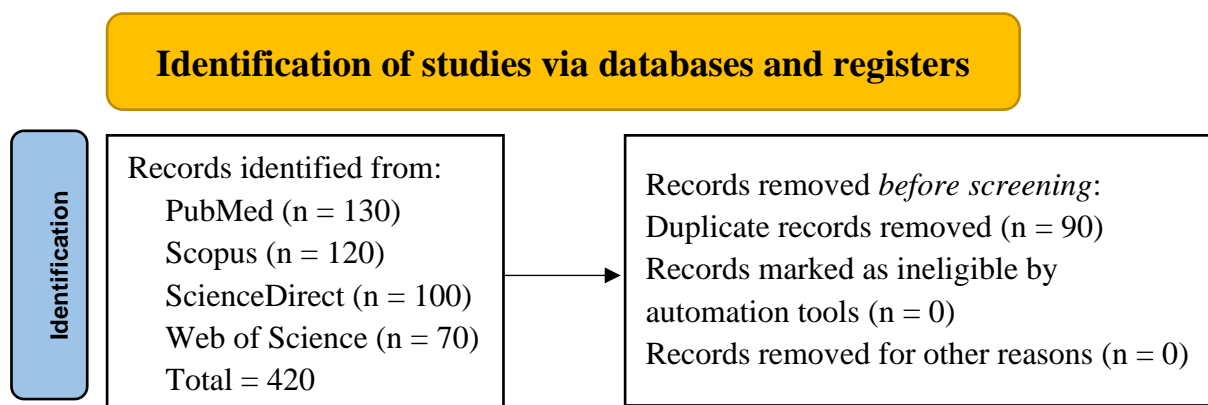 Identification of studies via databases and registers
Identification
Records identified from:
PubMed (n = 130)
Scopus (n = 120)
ScienceDirect (n = 100)
Web of Science (n = 70)
Total = 420
Records removed before screening:
Duplicate records removed (n = 90)
Records marked as ineligible by
automation tools (n = 0)
Records removed for other reasons (n = 0)